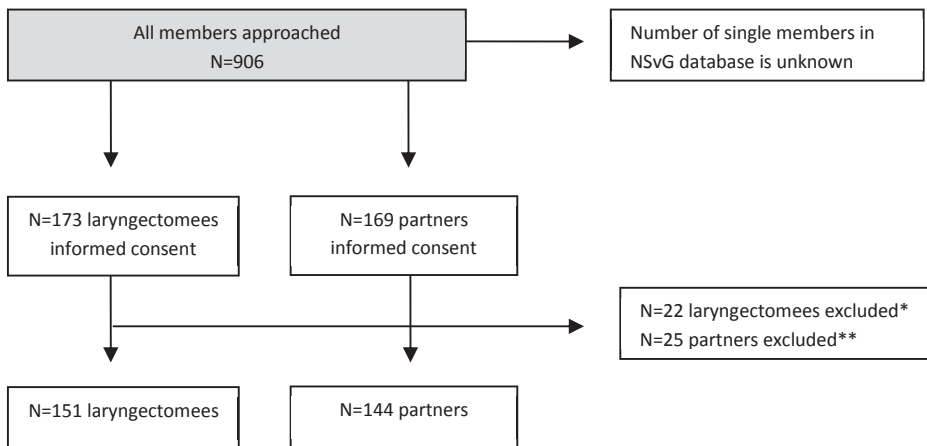 All members approached
N=906
Number of single members in
NSvG database is unknown
N=173 laryngectomees
informed consent
N=169 partners
informed consent
N=22 laryngectomees excluded*
N=25 partners excluded**
N=151 laryngectomees
N=144 partners